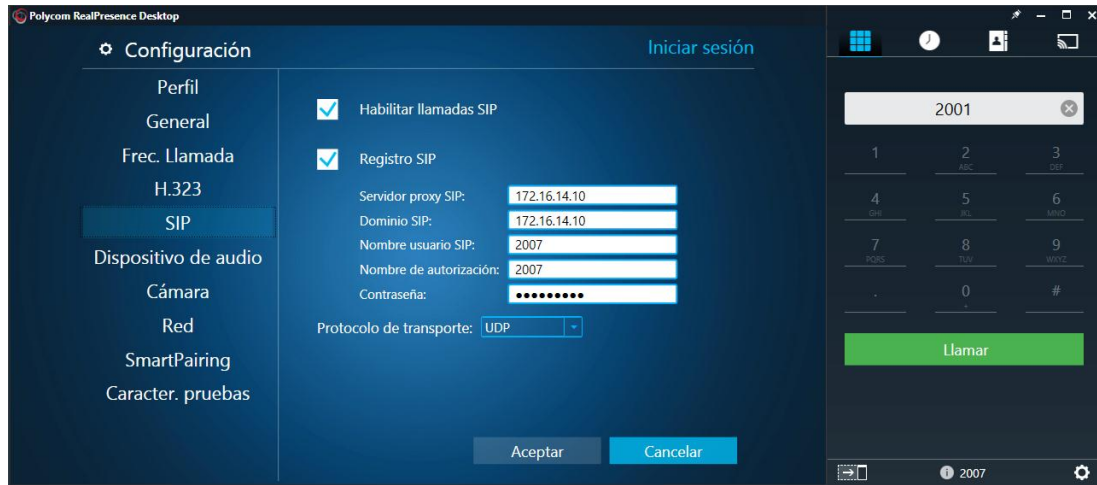 Polycom RealPresence Desktop
Configuración
Iniciar sesión
Perfil
General
Frec. Llamada
H.323
SIP
Dispositivo de audio
Cámara
Red
SmartPairing
Caracter. pruebas
Habilitar llamadas SIP
Registro SIP
Servidor proxy SIP: 172.16.14.10
Dominio SIP: 172.16.14.10
Nombre usuario SIP: 2007
Nombre de autorización: 2007
Contraseña: •••••••••
Protocolo de transporte: UDP
Aceptar Cancelar
2001
1 2 3
ABC DEF
4 5 6
GHI JKL MNO
7 8 9
PQRS TUV WXYZ
. 0 #
+
Llamar
2007